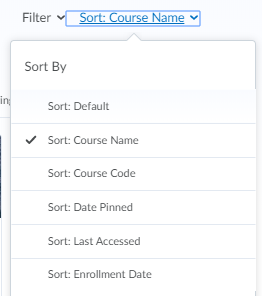 Filter Sort: Course Name
Sort By
Sort: Default
Sort: Course Name
Sort: Course Code
Sort: Date Pinned
Sort: Last Accessed
Sort: Enrollment Date